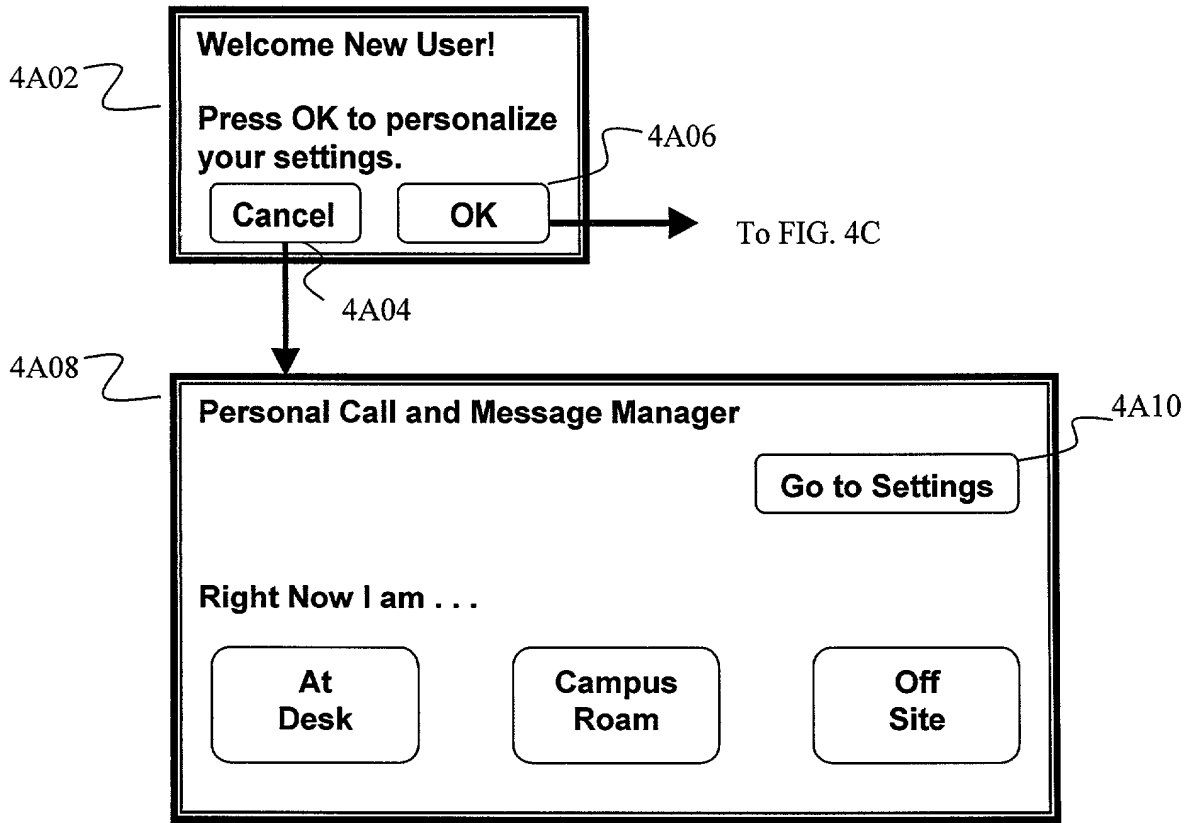 Welcome New User!
4A02
Press OK to personalize
your settings.
4A06
Cancel
OK
To FIG. 4C
4A04
4A08
Personal Call and Message Manager
4A10
Go to Settings
Right Now I am . . .
At
Desk
Campus
Roam
Off
Site